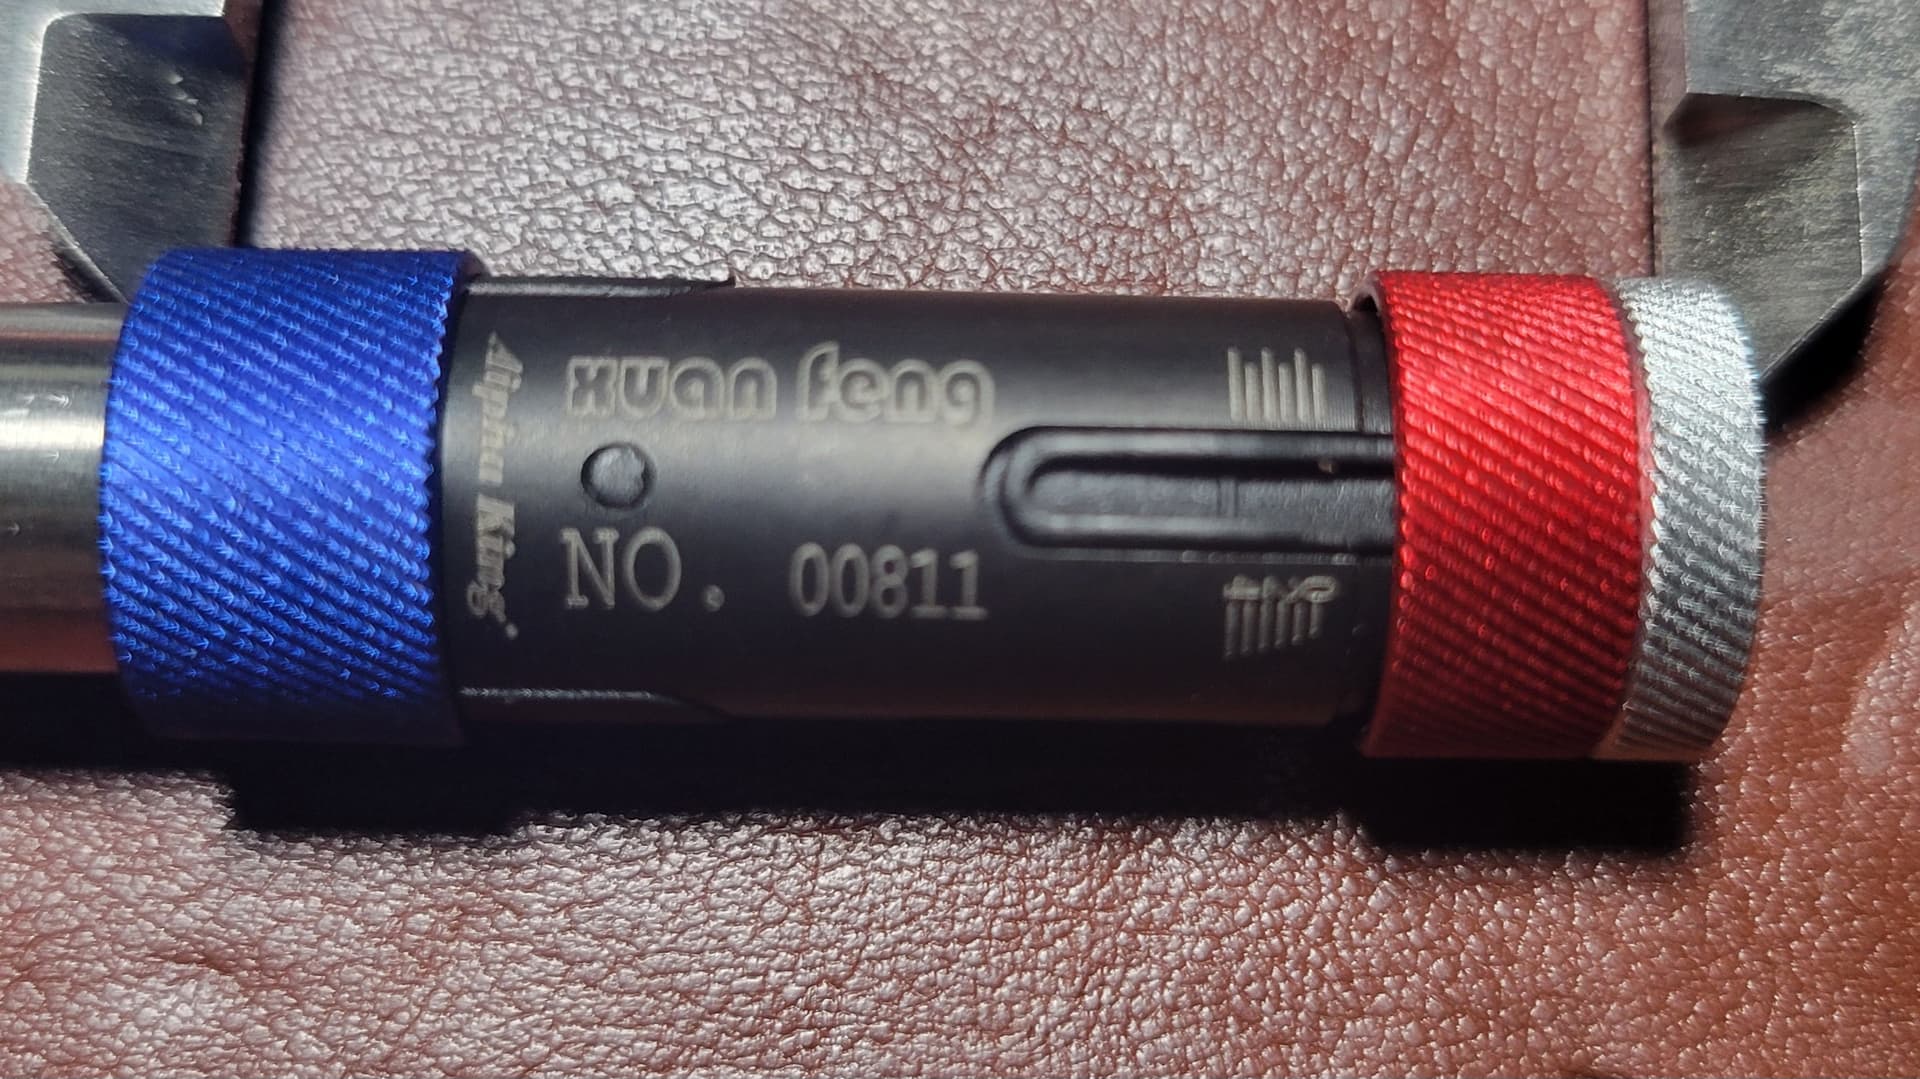 xuan feng
NO. 00811
Alpha King